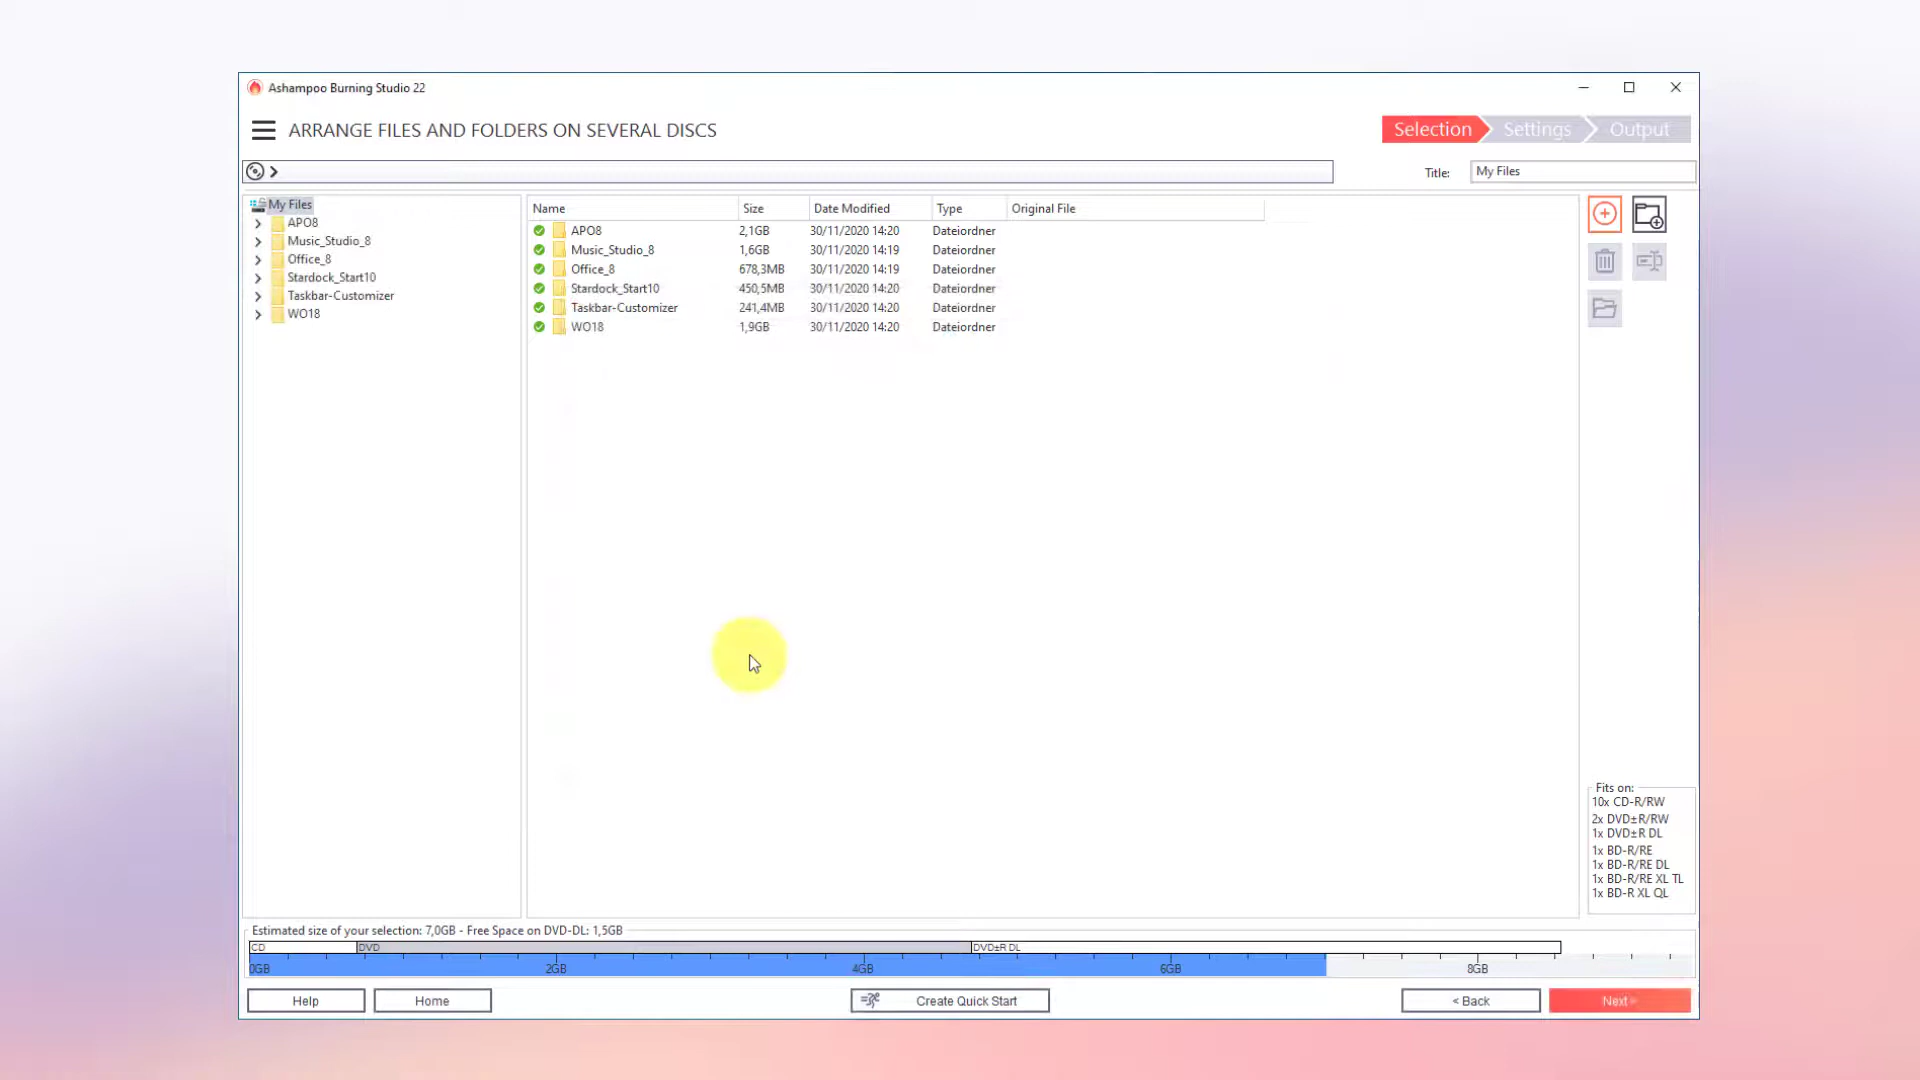 Ashampoo Burning Studio 22
ARRANGE FILES AND FOLDERS ON SEVERAL DISCS
Selection
Settings
Output
Title:
My Files
My Files
APO8
Music_Studio_8
Office_8
Stardock_Start10
Taskbar-Customizer
WO18
Name Size Date Modified Type Original File
APO8 2,1GB 30/11/2020 14:20 Dateiordner
Music_Studio_8 1,6GB 30/11/2020 14:19 Dateiordner
Office_8 678,3MB 30/11/2020 14:19 Dateiordner
Stardock_Start10 450,5MB 30/11/2020 14:20 Dateiordner
Taskbar-Customizer 241,4MB 30/11/2020 14:20 Dateiordner
WO18 1,9GB 30/11/2020 14:20 Dateiordner
Fits on:
10x CD-R/RW
2x DVD±R/RW
1x DVD±R DL
1x BD-R/RE
1x BD-R/RE DL
1x BD-R/RE XL TL
1x BD-R XL QL
Estimated size of your selection: 7,0GB - Free Space on DVD-DL: 1,5GB
CD DVD DVD±R DL
0GB 2GB 4GB 6GB 8GB
Help
Home
Create Quick Start
< Back
Next >